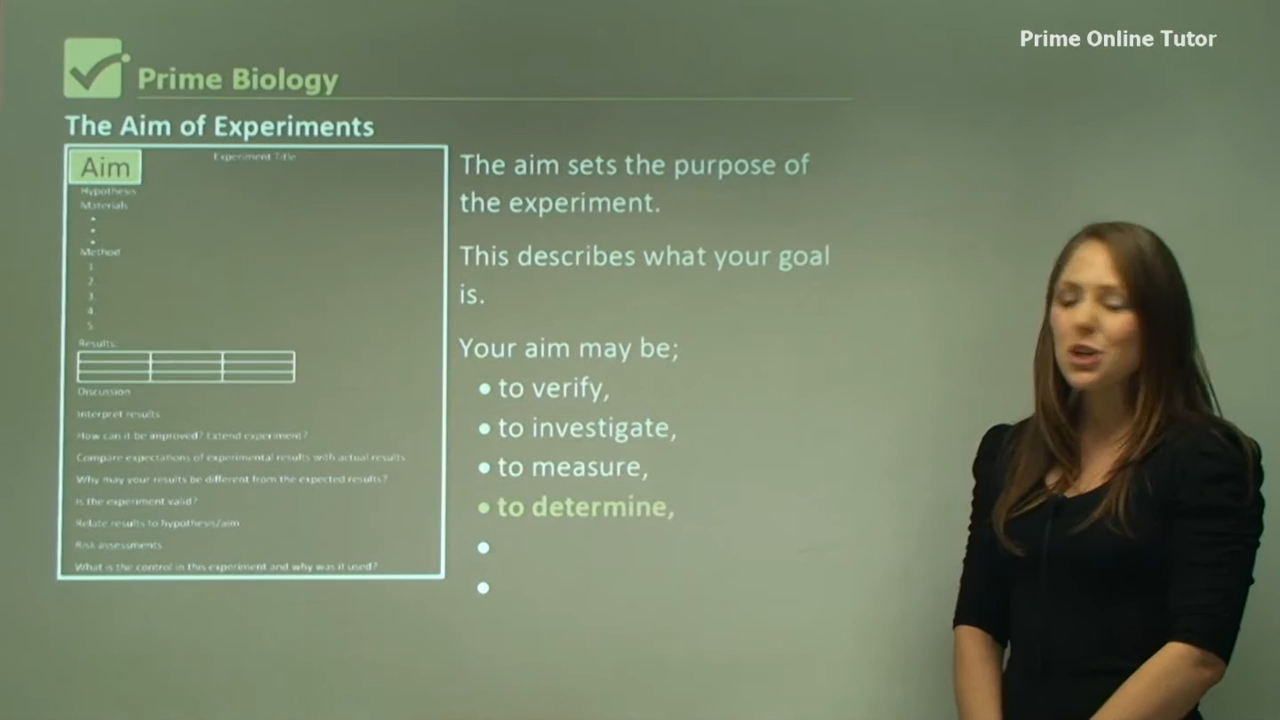 Prime Online Tutor
Prime Biology
The Aim of Experiments
Aim
Experiment Title
Hypothesis
Materials
Method
1
2
3
4
5
Results:
Discussion
Interpret results
How can it be improved? Extend experiment?
Compare expectations of experimental results with actual results
Why may your results be different from the expected results?
Is the experiment valid?
Relate results to hypothesis/aim
Risk assessments
What is the control in this experiment and why was it used?
The aim sets the purpose of
the experiment.
This describes what your goal
is.
Your aim may be;
• to verify,
• to investigate,
• to measure,
• to determine,
•
•